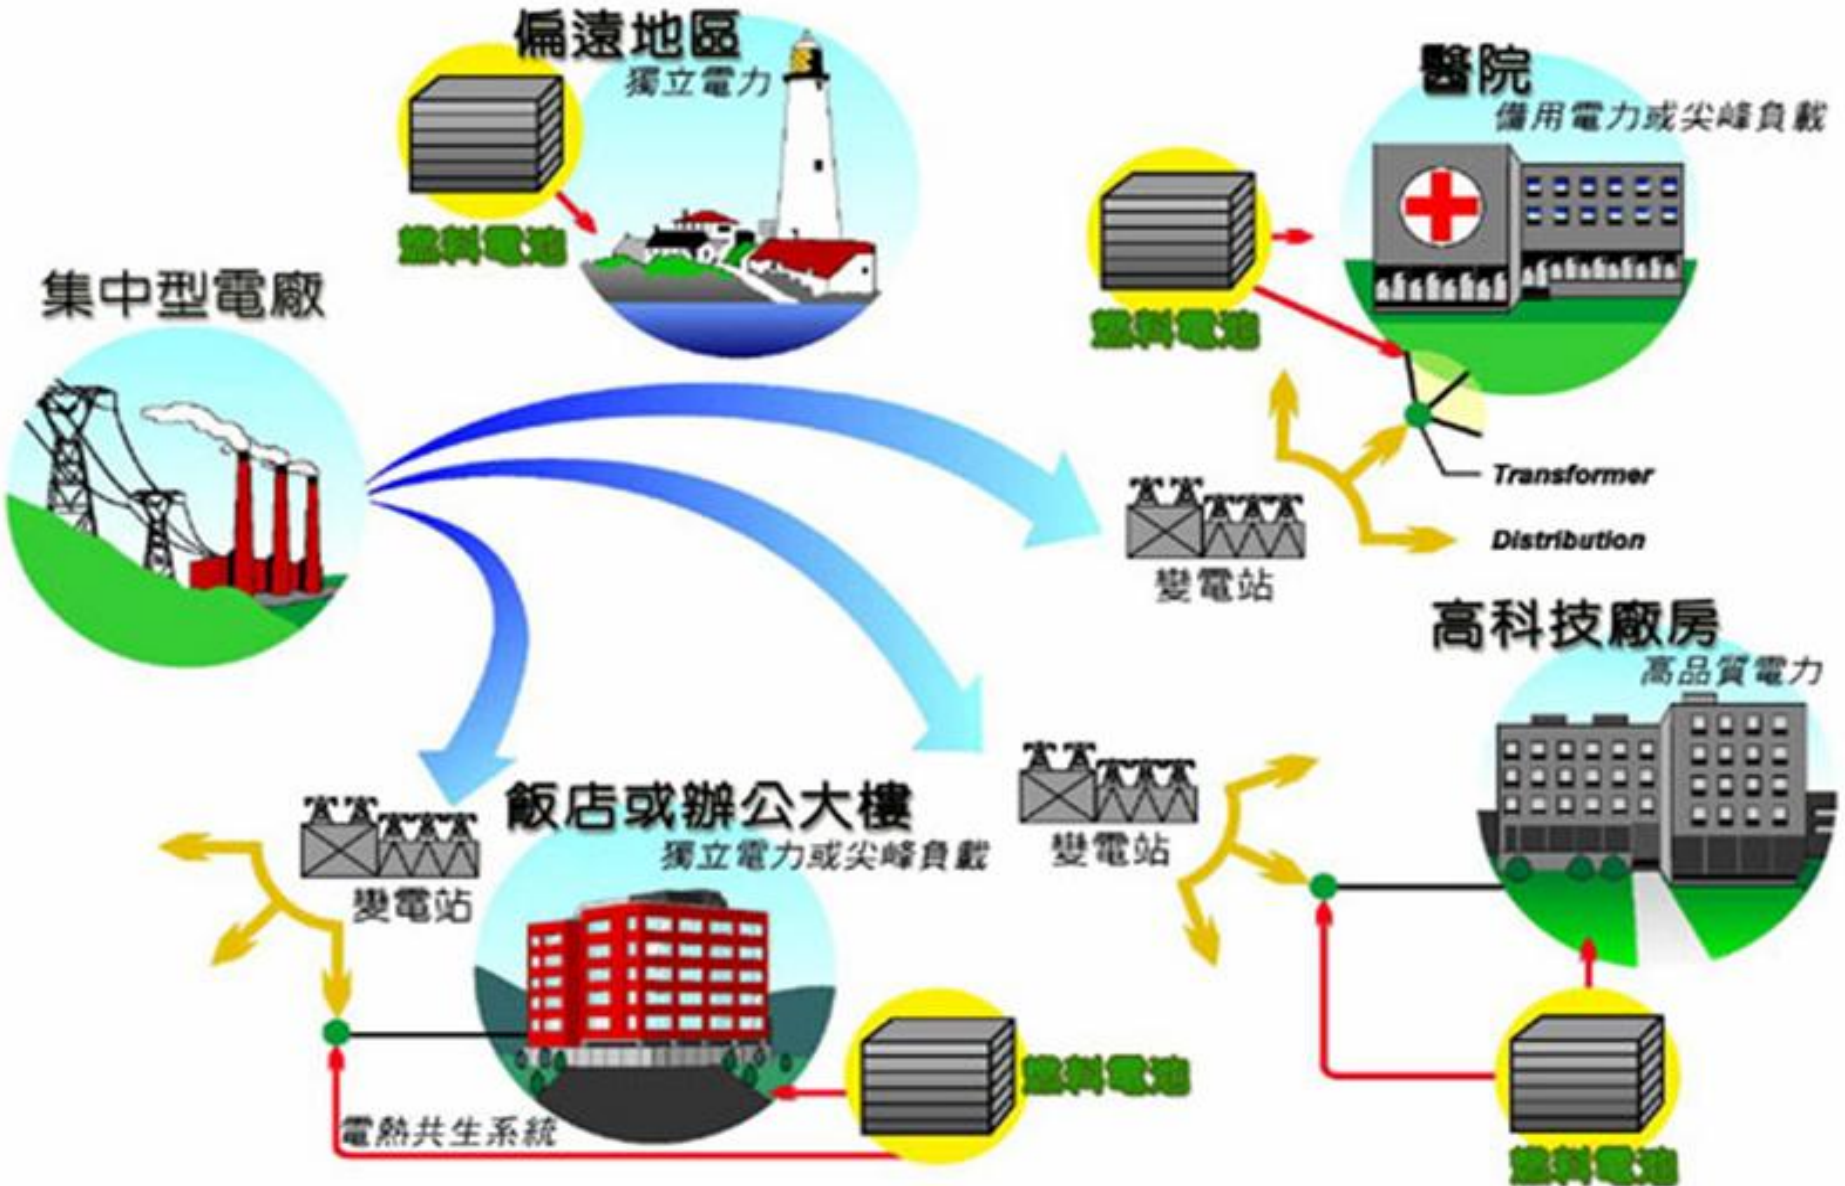 偏遠地區
獨立電力
燃料電池
醫院
備用電力或尖峰負載
燃料電池
集中型電廠
Transformer
Distribution
變電站
高科技廠房
高品質電力
變電站
燃料電池
飯店或辦公大樓
獨立電力或尖峰負載
變電站
燃料電池
電熱共生系統